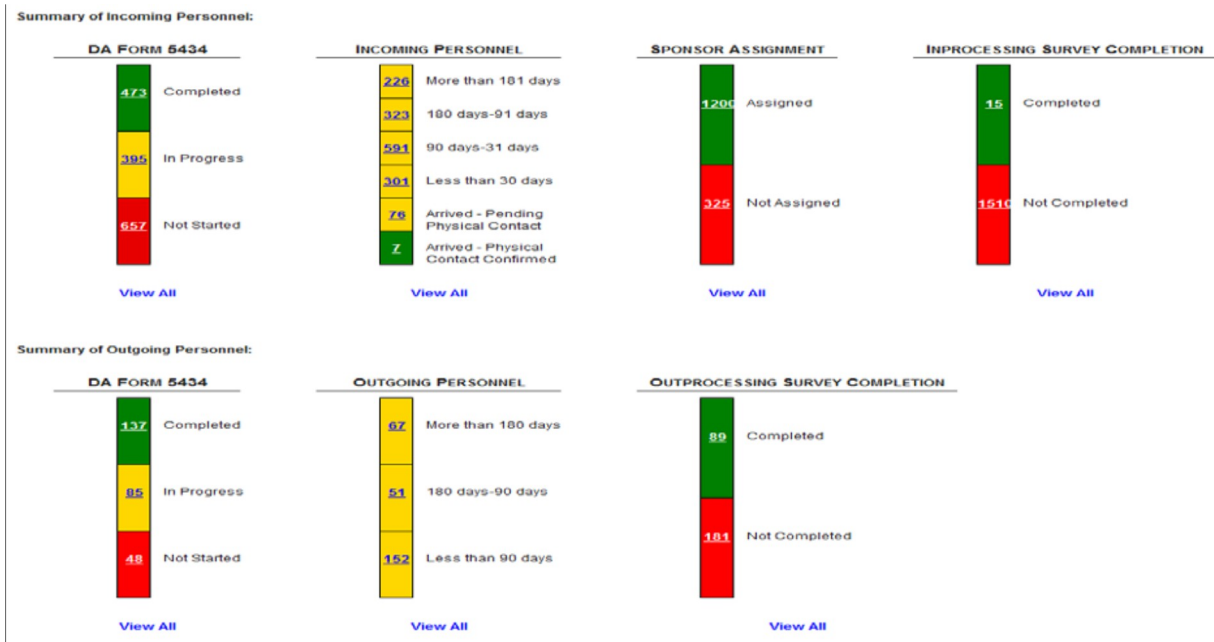 Summary of Incoming Personnel:
DA FORM 5434
473 Completed
395 In Progress
657 Not Started
View All
INCOMING PERSONNEL
226 More than 181 days
323 180 days-91 days
591 90 days-31 days
301 Less than 30 days
76 Arrived - Pending
Physical Contact
7 Arrived - Physical
Contact Confirmed
View All
SPONSOR ASSIGNMENT
1200 Assigned
325 Not Assigned
View All
INPROCESSING SURVEY COMPLETION
15 Completed
1510 Not Completed
View All
Summary of Outgoing Personnel:
DA FORM 5434
137 Completed
85 In Progress
48 Not Started
View All
OUTGOING PERSONNEL
67 More than 180 days
51 180 days-90 days
152 Less than 90 days
View All
OUTPROCESSING SURVEY COMPLETION
89 Completed
181 Not Completed
View All